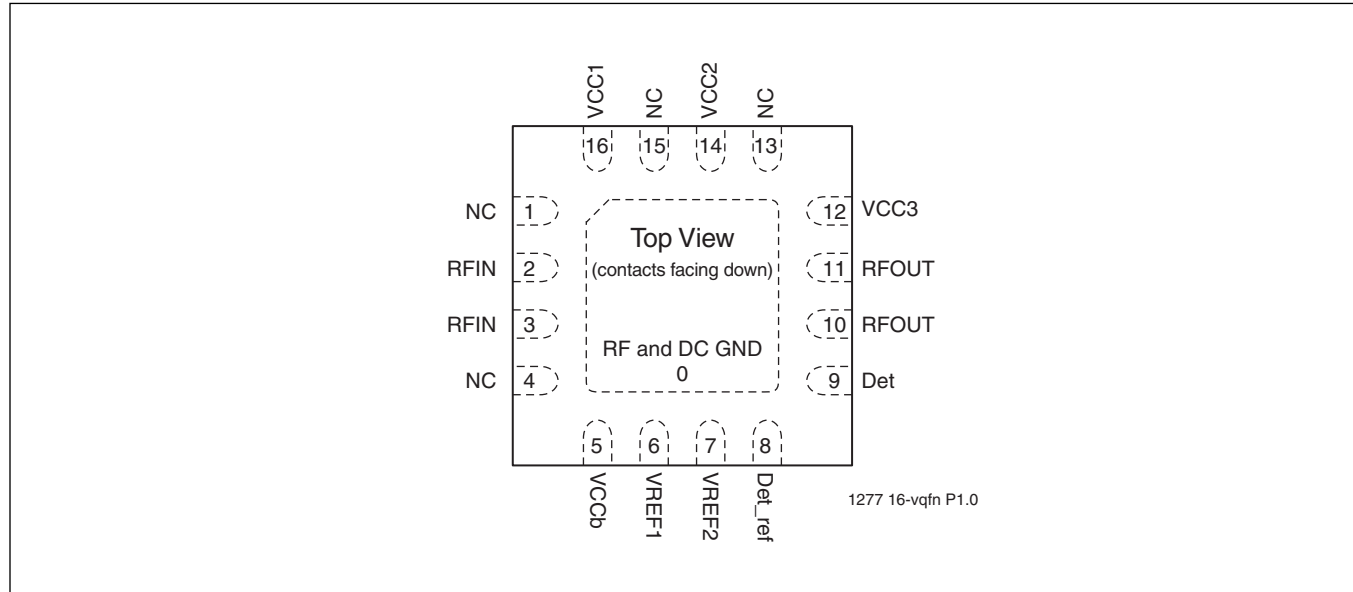 VCC1
NC
VCC2
NC
16
15
14
13
NC 1
12 VCC3
Top View
RFIN 2
(contacts facing down)
11 RFOUT
RFIN 3
10 RFOUT
RF and DC GND
0
NC 4
9 Det
5
6
7
8
VCCb
VREF1
VREF2
Det_ref
1277 16-vqfn P1.0